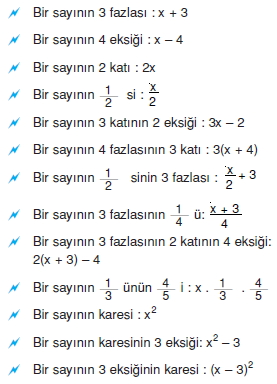 Bir sayının 3 fazlası : x + 3
Bir sayının 4 eksiği : x – 4
Bir sayının 2 katı : 2x
Bir sayının 1/2 si : x/2
Bir sayının 3 katının 2 eksiği : 3x – 2
Bir sayının 4 fazlasının 3 katı : 3(x + 4)
Bir sayının 1/2 sinin 3 fazlası : x/2 + 3
Bir sayının 3 fazlasının 1/4 ü: x + 3/4
Bir sayının 3 fazlasının 2 katının 4 eksiği:
2(x + 3) – 4
Bir sayının 1/3 ünün 4/5 i : x . 1/3 . 4/5
Bir sayının karesi : x²
Bir sayının karesinin 3 eksiği: x² – 3
Bir sayının 3 eksiğinin karesi : (x – 3)²